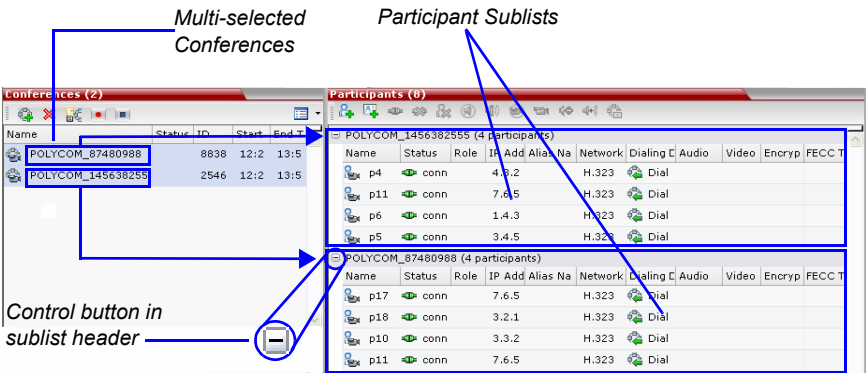 Multi-selected
Conferences
Participant Sublists
Conferences (2)
Name Status ID Start End T
POLYCOM_87480988 8838 12:2 13:5
POLYCOM_145638255 2546 12:2 13:5
Participants (8)
POLYCOM_1456382555 (4 participants)
Name Status Role IP Add Alias Na Network Dialing D Audio Video Encryp FECC T
p4 conn 4.3.2 H.323 Dial
p11 conn 7.6.5 H.323 Dial
p6 conn 1.4.3 H.323 Dial
p5 conn 3.4.5 H.323 Dial
POLYCOM_87480988 (4 participants)
Name Status Role IP Add Alias Na Network Dialing D Audio Video Encryp FECC T
p17 conn 7.6.5 H.323 Dial
p18 conn 3.2.1 H.323 Dial
p10 conn 3.3.2 H.323 Dial
p11 conn 7.6.5 H.323 Dial
Control button in
sublist header